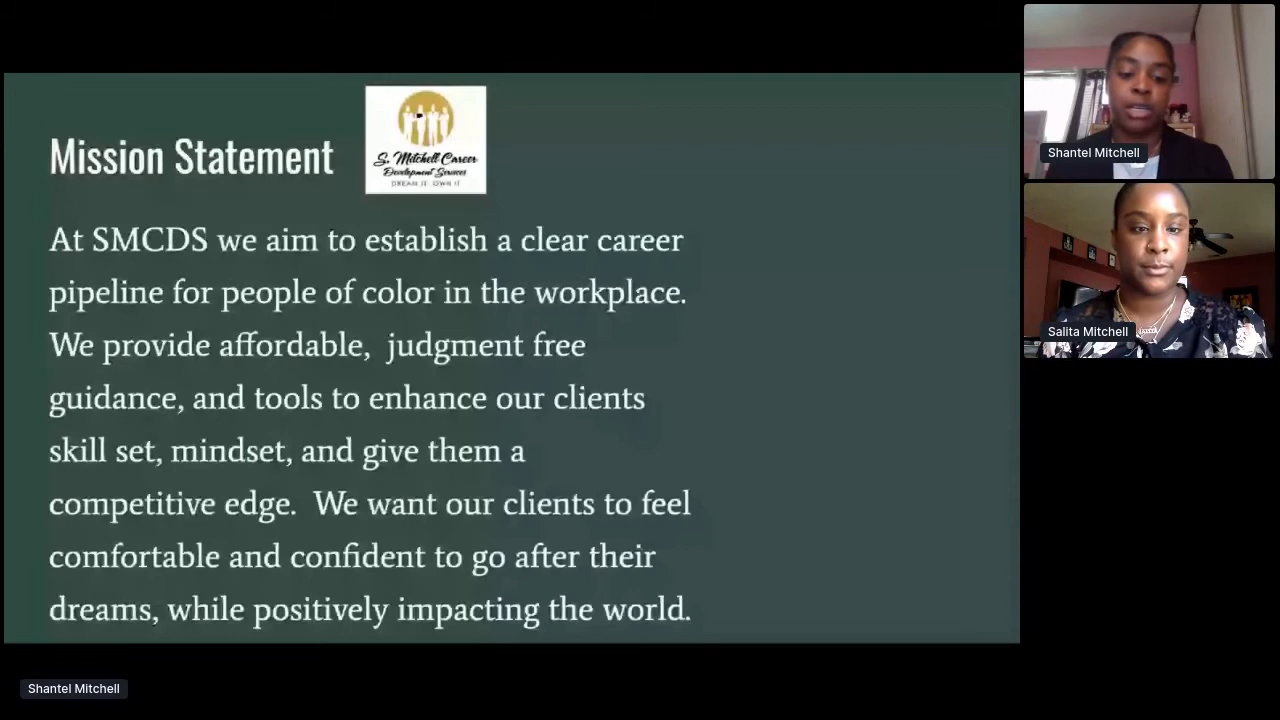 Mission Statement
S. Mitchell Career
Development Services
DREAM IT OWN IT
At SMCDS we aim to establish a clear career
pipeline for people of color in the workplace.
We provide affordable,  judgment free
guidance, and tools to enhance our clients
skill set, mindset, and give them a
competitive edge.  We want our clients to feel
comfortable and confident to go after their
dreams, while positively impacting the world.
Shantel Mitchell
Salita Mitchell
Shantel Mitchell